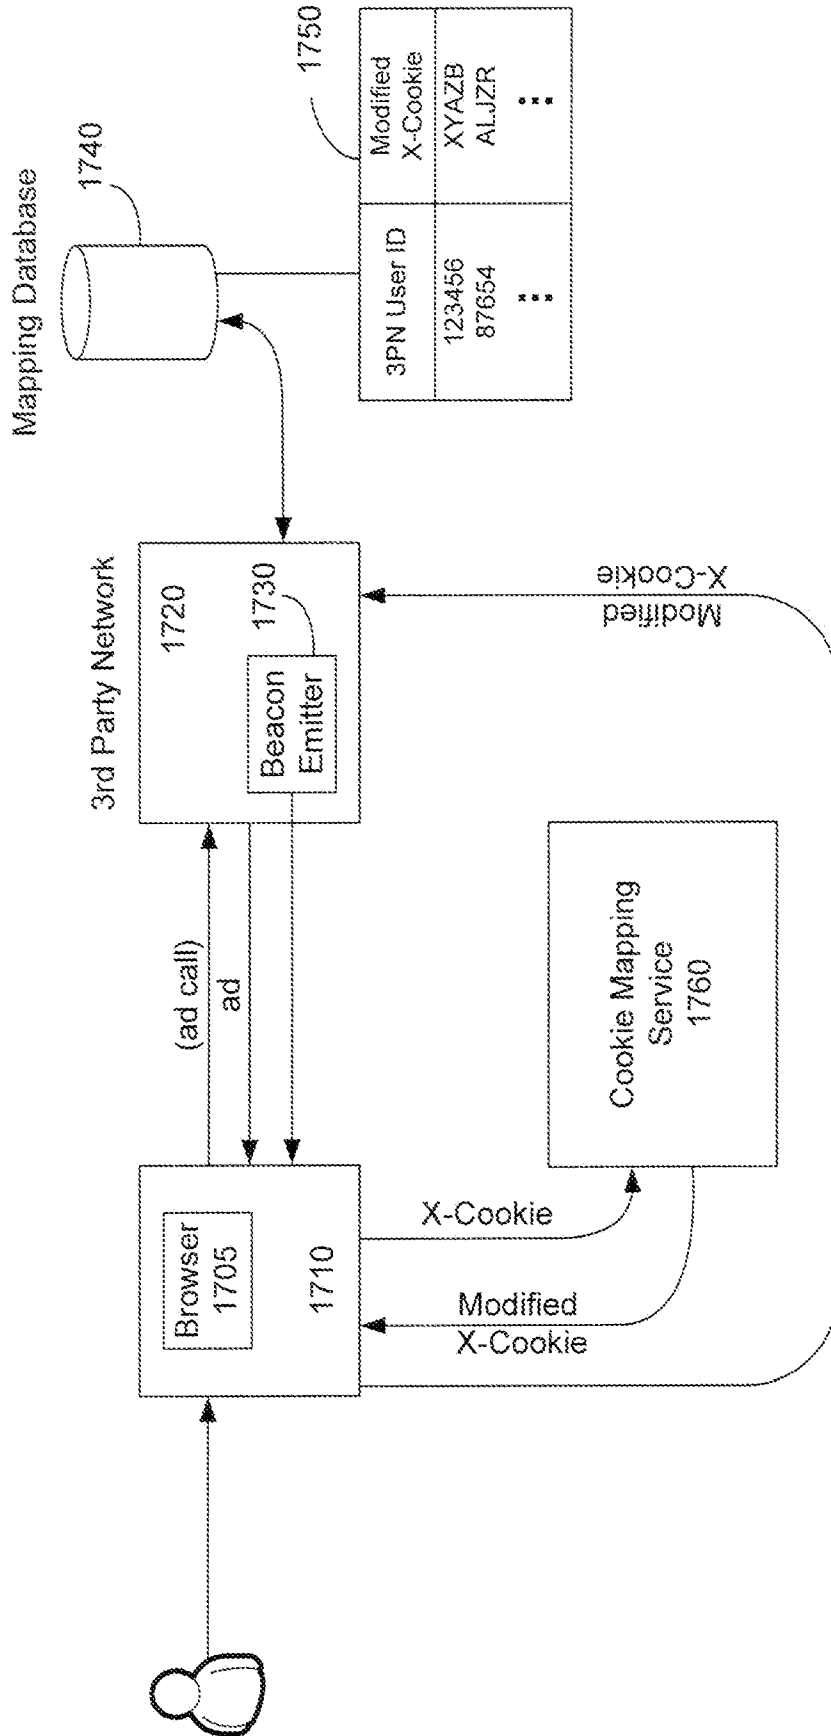 Browser
1705
1710
(ad call)
ad
3rd Party Network
1720
1730
Beacon
Emitter
Mapping Database
1740
1750
3PN User ID
Modified
X-Cookie
123456
XYAZB
87654
ALJZR
...
...
X-Cookie
Modified
X-Cookie
Cookie Mapping
Service
1760
Modified
X-Cookie